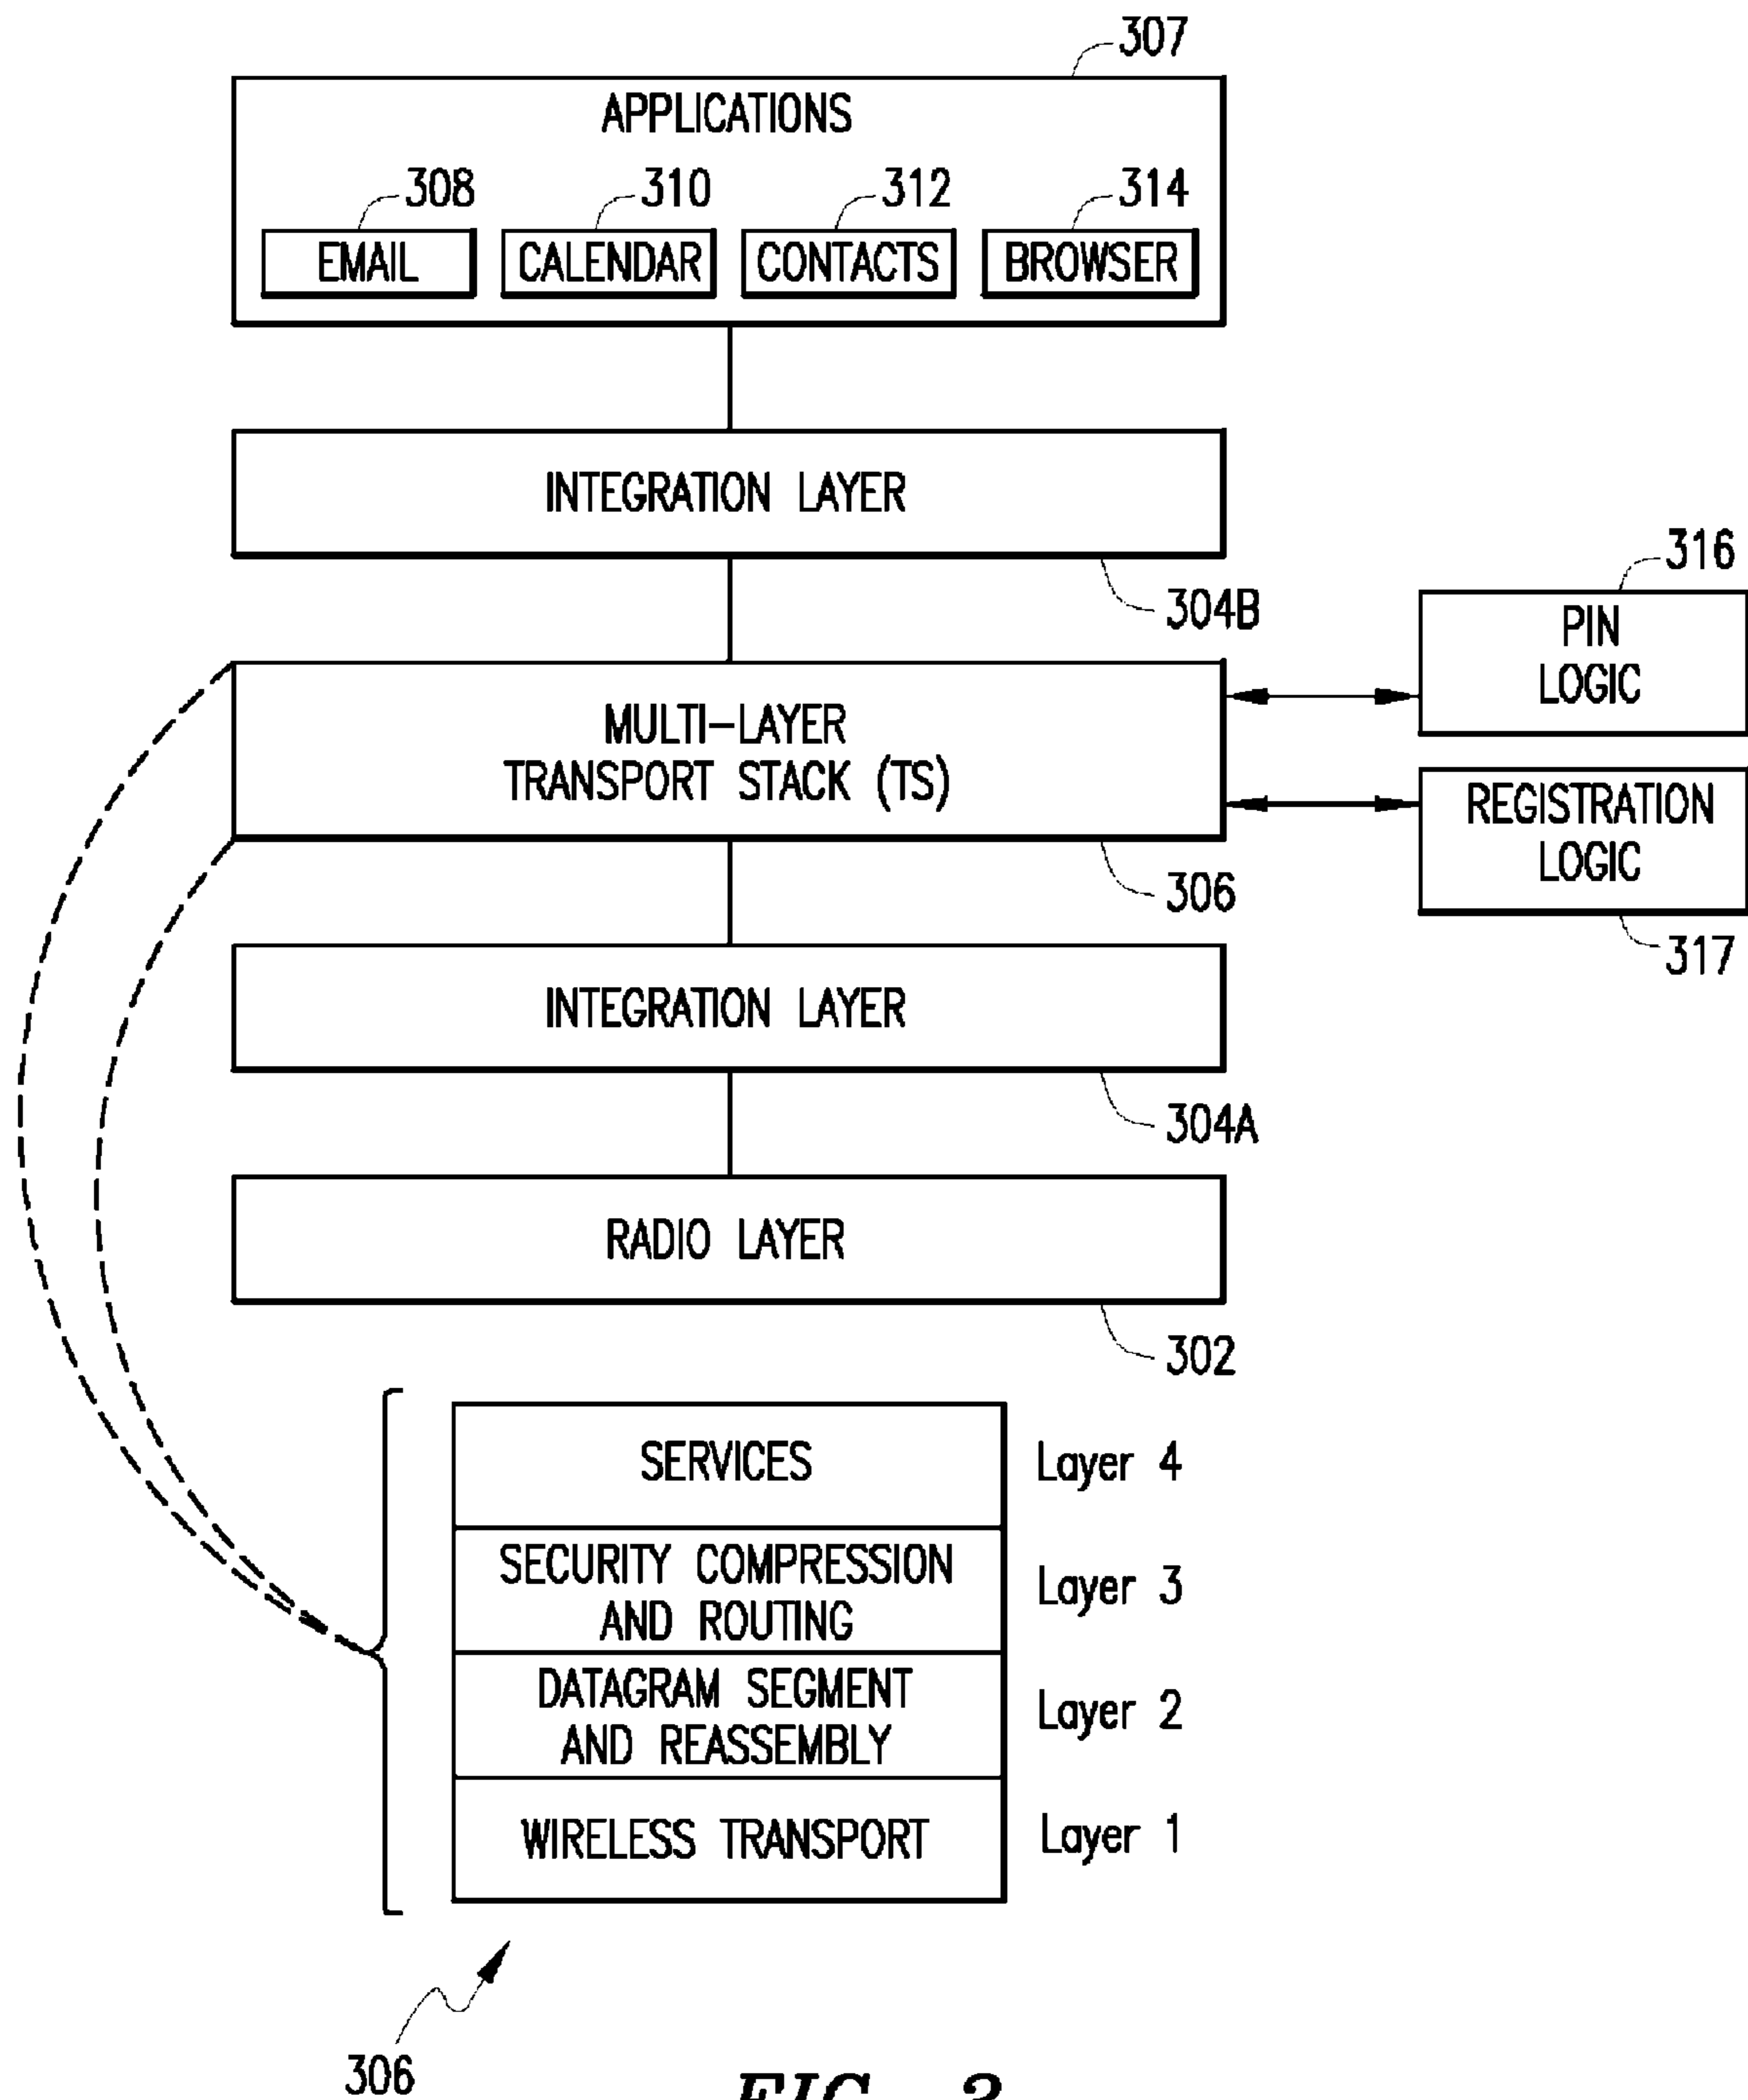 307
APPLICATIONS
308
310
312
314
EMAIL
CALENDAR
CONTACTS
BROWSER
INTEGRATION LAYER
304B
316
PIN
LOGIC
MULTI-LAYER
TRANSPORT STACK (TS)
306
REGISTRATION
LOGIC
317
INTEGRATION LAYER
304A
RADIO LAYER
302
SERVICES
Layer 4
SECURITY COMPRESSION
AND ROUTING
Layer 3
DATAGRAM SEGMENT
AND REASSEMBLY
Layer 2
WIRELESS TRANSPORT
Layer 1
306
FIG. 3